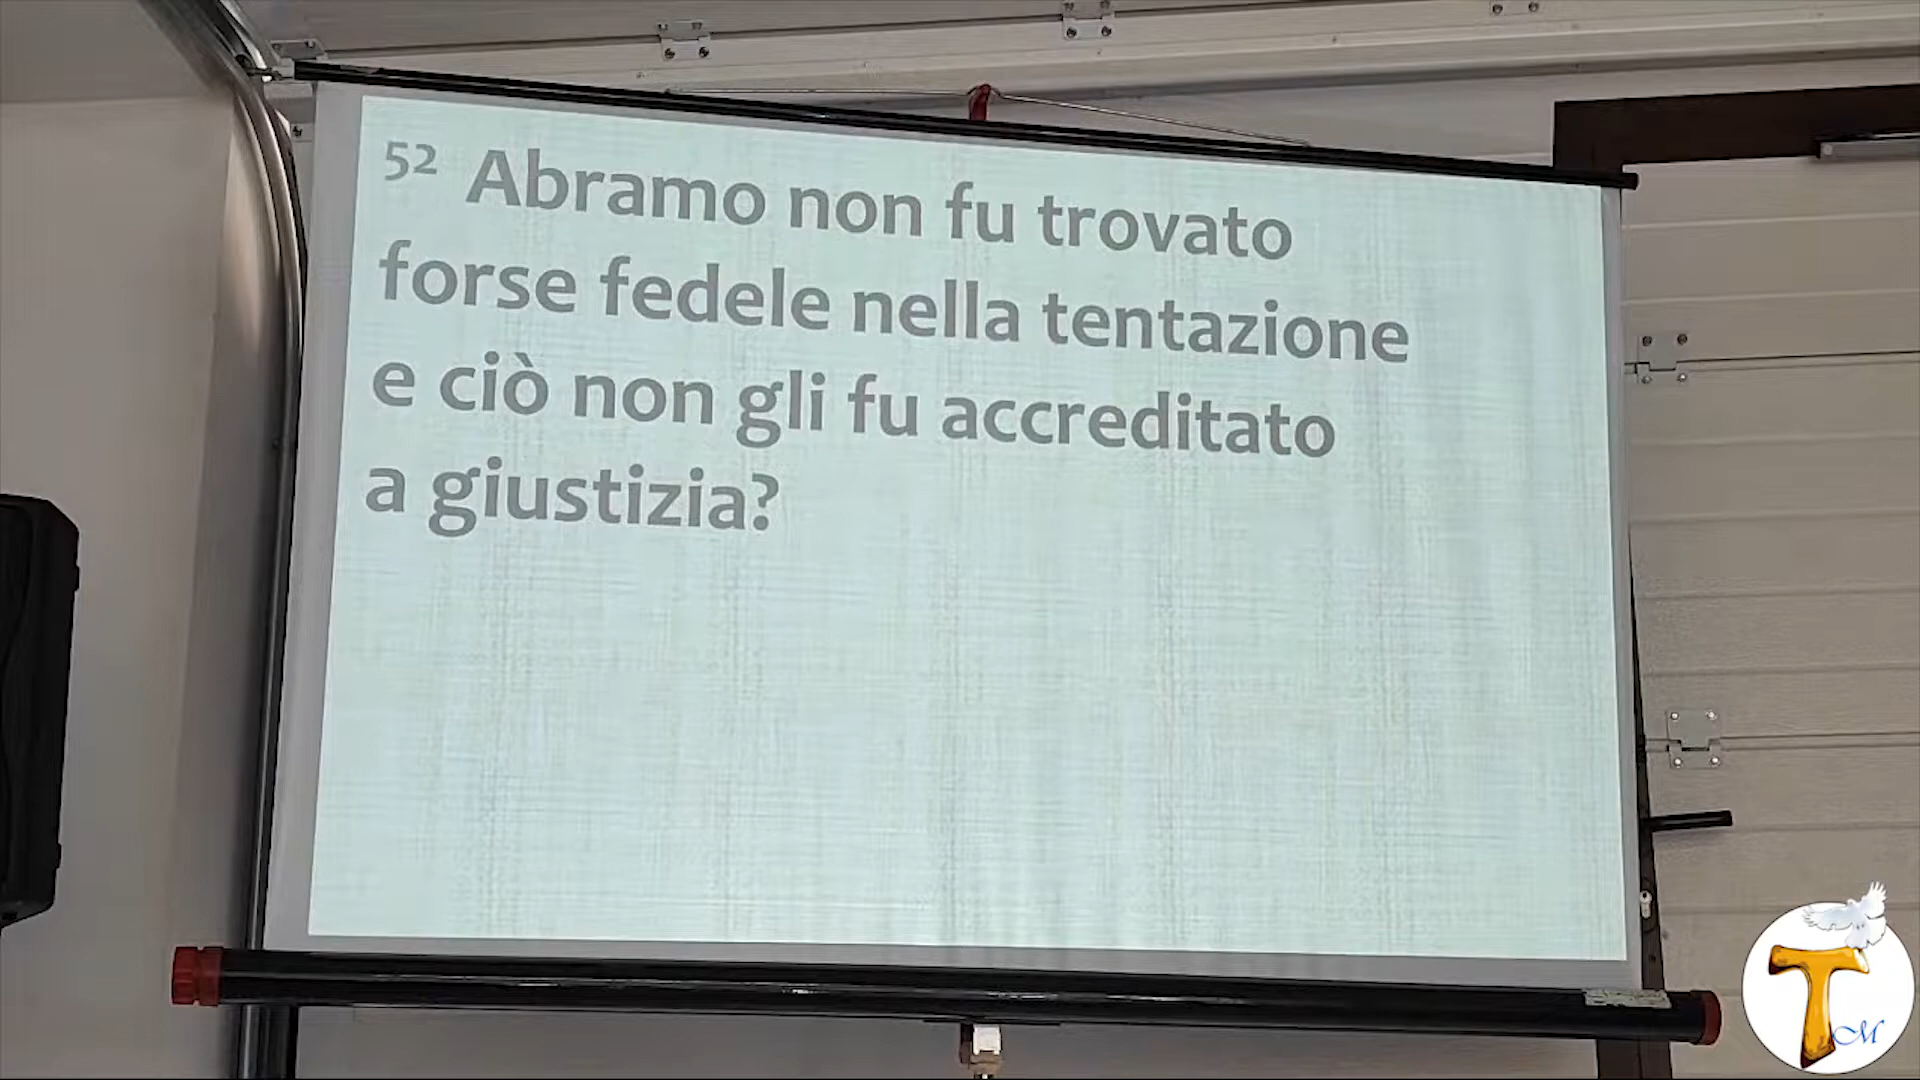 52 Abramo non fu trovato
forse fedele nella tentazione
e ciò non gli fu accreditato
a giustizia?
M